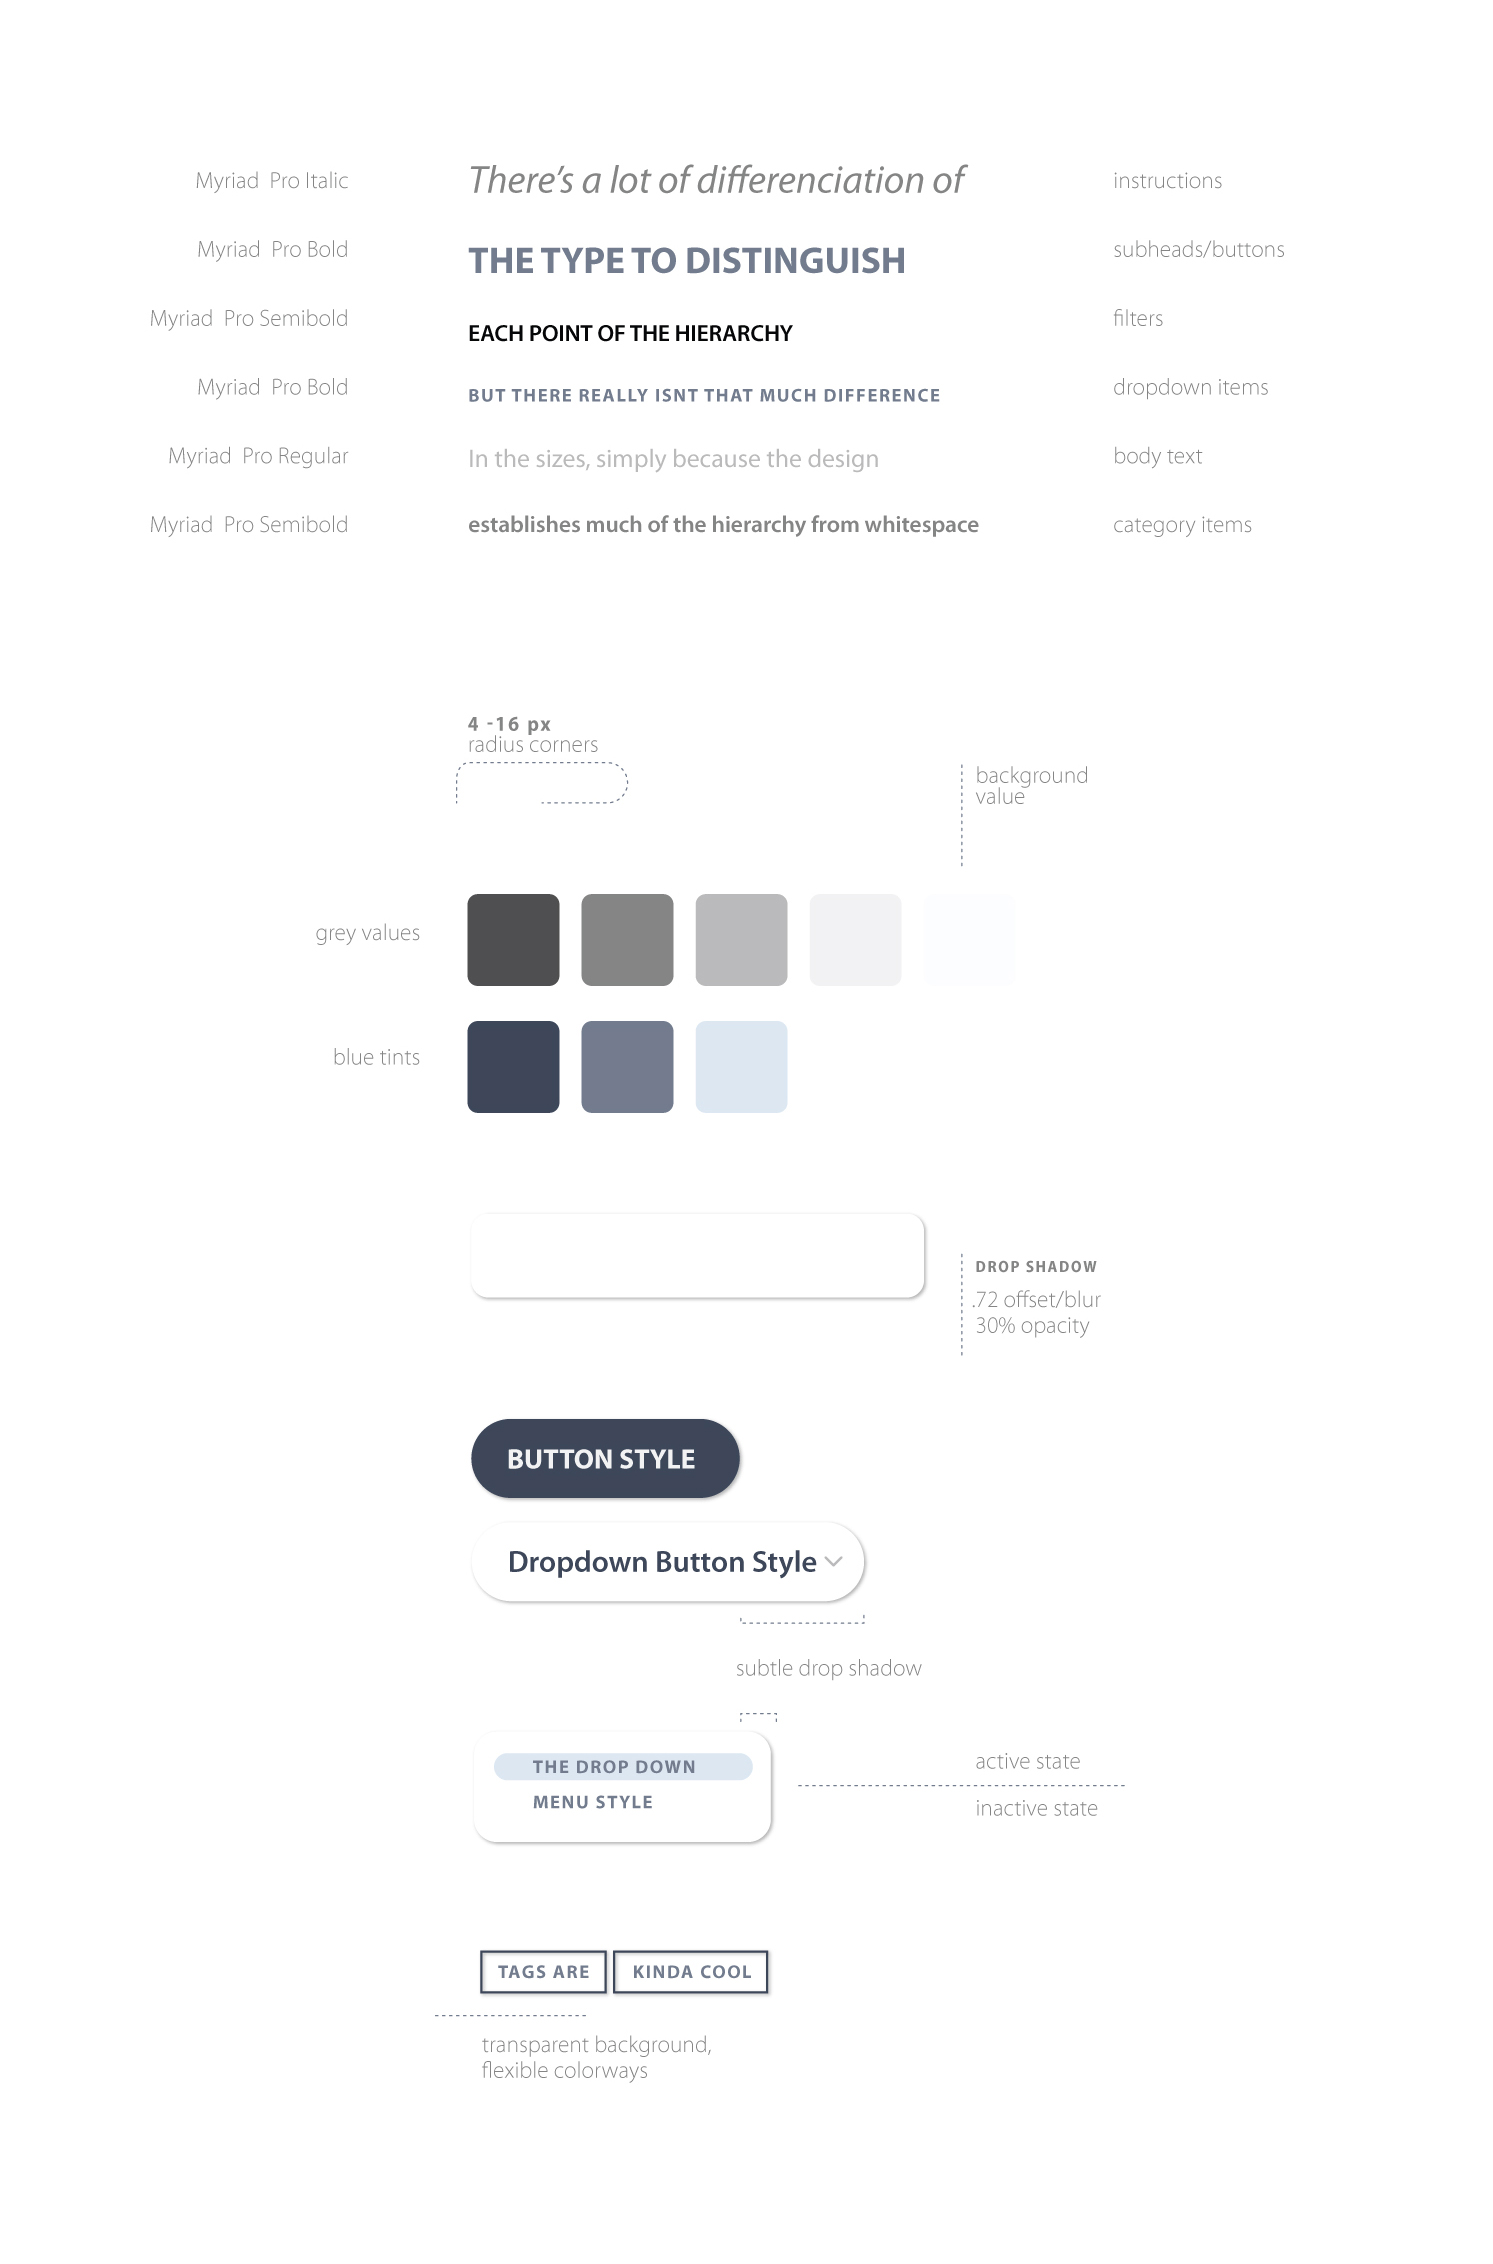 Myriad Pro Italic There’s a lot of differenciation of instructions
Myriad Pro Bold THE TYPE TO DISTINGUISH subheads/buttons
Myriad Pro Semibold EACH POINT OF THE HIERARCHY filters
Myriad Pro Bold BUT THERE REALLY ISNT THAT MUCH DIFFERENCE dropdown items
Myriad Pro Regular In the sizes, simply because the design body text
Myriad Pro Semibold establishes much of the hierarchy from whitespace category items
4 -16 px
radius corners
background
value
grey values
blue tints
DROP SHADOW
.72 offset/blur
30% opacity
BUTTON STYLE
Dropdown Button Style
subtle drop shadow
THE DROP DOWN active state
MENU STYLE inactive state
TAGS ARE KINDA COOL
transparent background,
flexible colorways